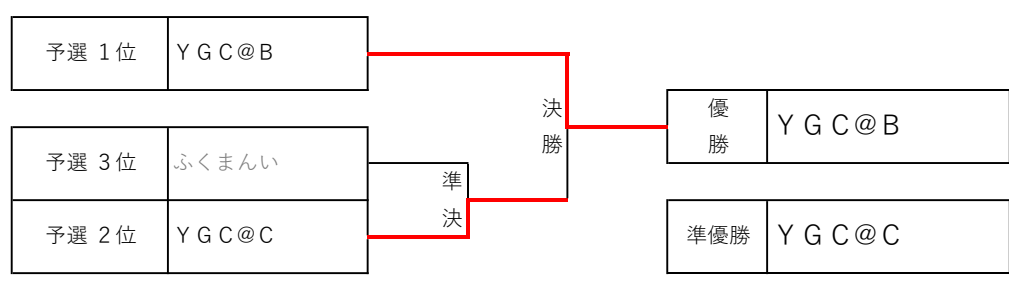 予選 1位 ＹＧＣ@Ｂ
決勝
優勝 ＹＧＣ@Ｂ
予選 3位 ふくまんい
準決
予選 2位 ＹＧＣ@Ｃ
準優勝 ＹＧＣ@Ｃ